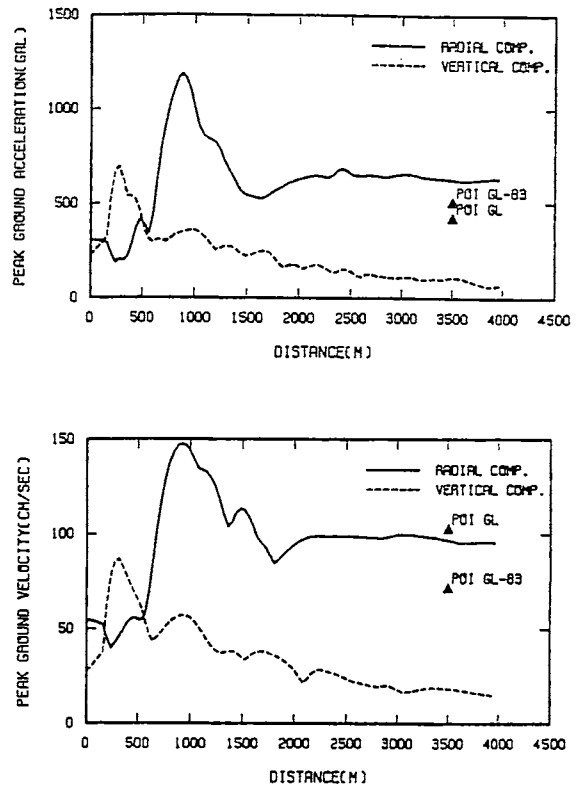 1500
1000
500
0
PEAK GROUND ACCELERATION(GAL)
RADIAL COMP.
VERTICAL COMP.
POI GL-83
POI GL
0 500 1000 1500 2000 2500 3000 3500 4000 4500
DISTANCE(M)
150
100
50
0
PEAK GROUND VELOCITY(CM/SEC)
RADIAL COMP.
VERTICAL COMP.
POI GL
POI GL-83
0 500 1000 1500 2000 2500 3000 3500 4000 4500
DISTANCE(M)